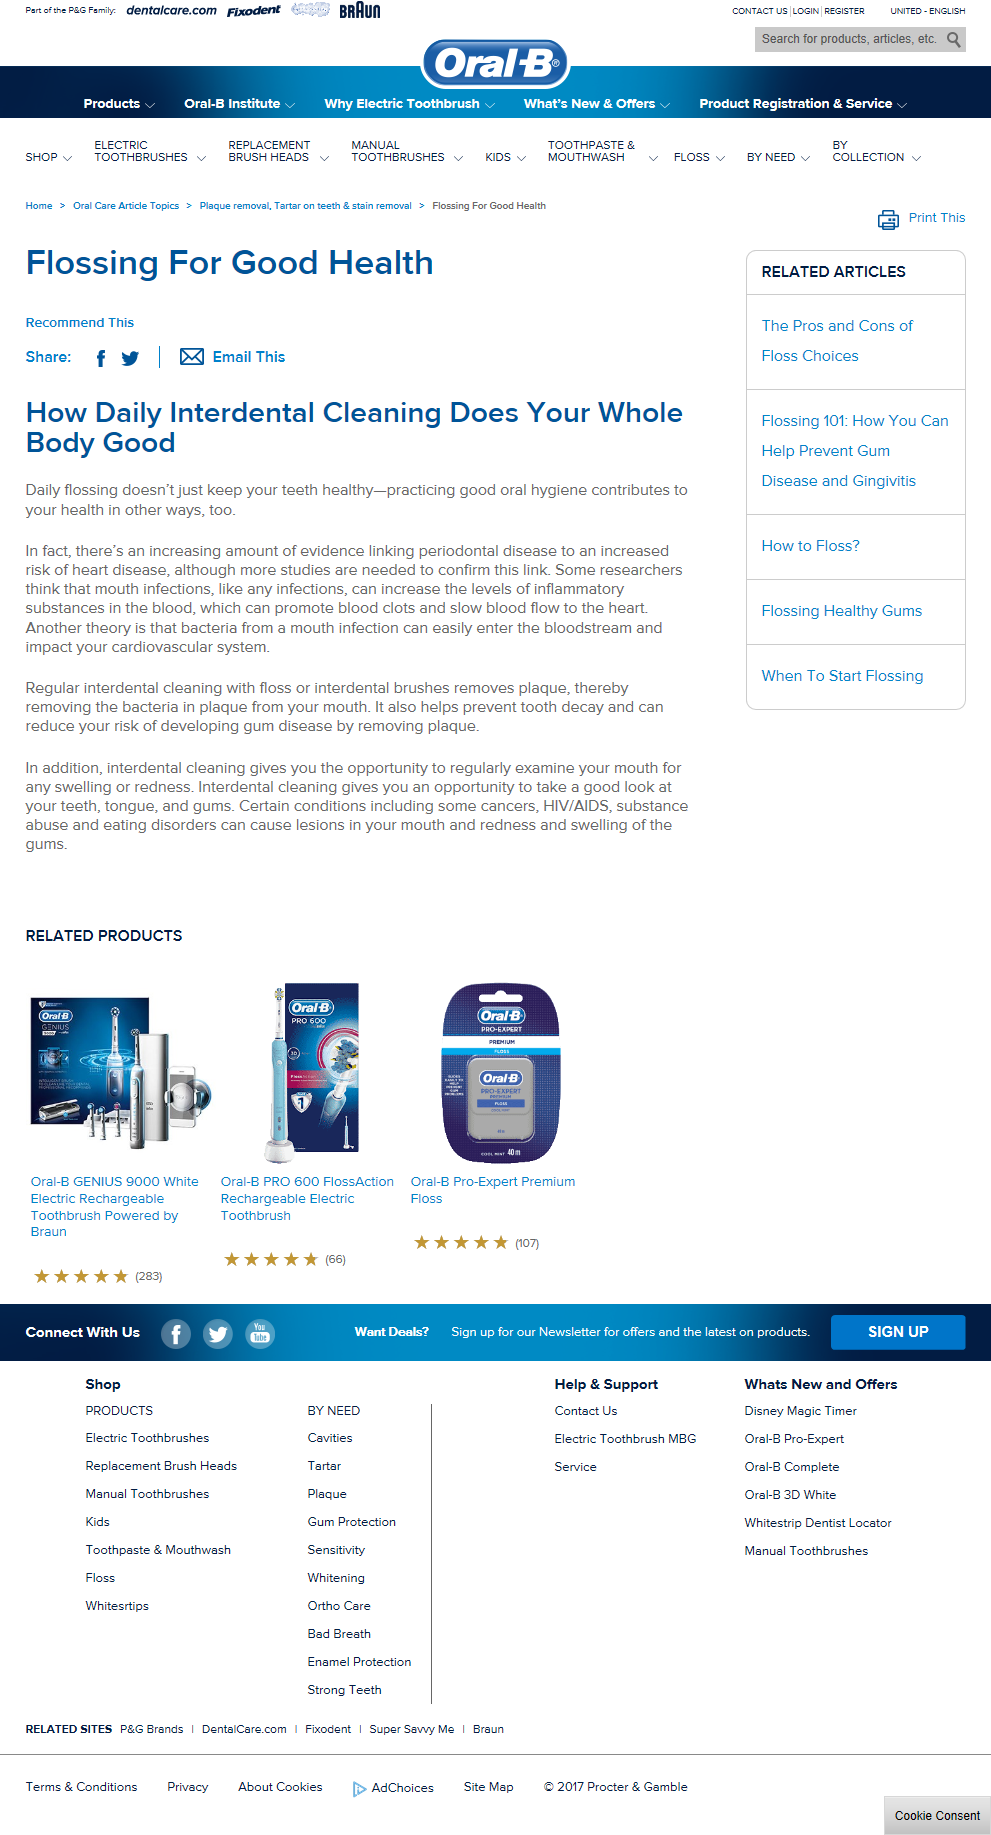 Part of the P&G Family: dentalcare.com Fixodent BRAUN
CONTACT US | LOGIN | REGISTER UNITED - ENGLISH
Search for products, articles, etc.
Oral-B®
Products Oral-B Institute Why Electric Toothbrush What's New & Offers Product Registration & Service
SHOP ELECTRIC TOOTHBRUSHES REPLACEMENT BRUSH HEADS MANUAL TOOTHBRUSHES KIDS TOOTHPASTE & MOUTHWASH FLOSS BY NEED BY COLLECTION
Home > Oral Care Article Topics > Plaque removal, Tartar on teeth & stain removal > Flossing For Good Health
Print This
Flossing For Good Health
Recommend This
Share: Email This
How Daily Interdental Cleaning Does Your Whole
Body Good
Daily flossing doesn't just keep your teeth healthy—practicing good oral hygiene contributes to
your health in other ways, too.
In fact, there's an increasing amount of evidence linking periodontal disease to an increased
risk of heart disease, although more studies are needed to confirm this link. Some researchers
think that mouth infections, like any infections, can increase the levels of inflammatory
substances in the blood, which can promote blood clots and slow blood flow to the heart.
Another theory is that bacteria from a mouth infection can easily enter the bloodstream and
impact your cardiovascular system.
Regular interdental cleaning with floss or interdental brushes removes plaque, thereby
removing the bacteria in plaque from your mouth. It also helps prevent tooth decay and can
reduce your risk of developing gum disease by removing plaque.
In addition, interdental cleaning gives you the opportunity to regularly examine your mouth for
any swelling or redness. Interdental cleaning gives you an opportunity to take a good look at
your teeth, tongue, and gums. Certain conditions including some cancers, HIV/AIDS, substance
abuse and eating disorders can cause lesions in your mouth and redness and swelling of the
gums.
RELATED ARTICLES
The Pros and Cons of
Floss Choices
Flossing 101: How You Can
Help Prevent Gum
Disease and Gingivitis
How to Floss?
Flossing Healthy Gums
When To Start Flossing
RELATED PRODUCTS
Oral-B
GENIUS
Oral-B
PRO 600
1
Oral-B
PRO-EXPERT
PREMIUM
FLOSS
Oral-B
PRO-EXPERT
PREMIUM
FLOSS
COOL MINT 40 m
Oral-B GENIUS 9000 White
Electric Rechargeable
Toothbrush Powered by
Braun
(283)
Oral-B PRO 600 FlossAction
Rechargeable Electric
Toothbrush
(66)
Oral-B Pro-Expert Premium
Floss
(107)
Connect With Us You Tube Want Deals? Sign up for our Newsletter for offers and the latest on products. SIGN UP
Shop
PRODUCTS
Electric Toothbrushes
Replacement Brush Heads
Manual Toothbrushes
Kids
Toothpaste & Mouthwash
Floss
Whitesrtips
BY NEED
Cavities
Tartar
Plaque
Gum Protection
Sensitivity
Whitening
Ortho Care
Bad Breath
Enamel Protection
Strong Teeth
Help & Support
Contact Us
Electric Toothbrush MBG
Service
Whats New and Offers
Disney Magic Timer
Oral-B Pro-Expert
Oral-B Complete
Oral-B 3D White
Whitestrip Dentist Locator
Manual Toothbrushes
RELATED SITES P&G Brands | DentalCare.com | Fixodent | Super Savvy Me | Braun
Terms & Conditions Privacy About Cookies AdChoices Site Map © 2017 Procter & Gamble
Cookie Consent